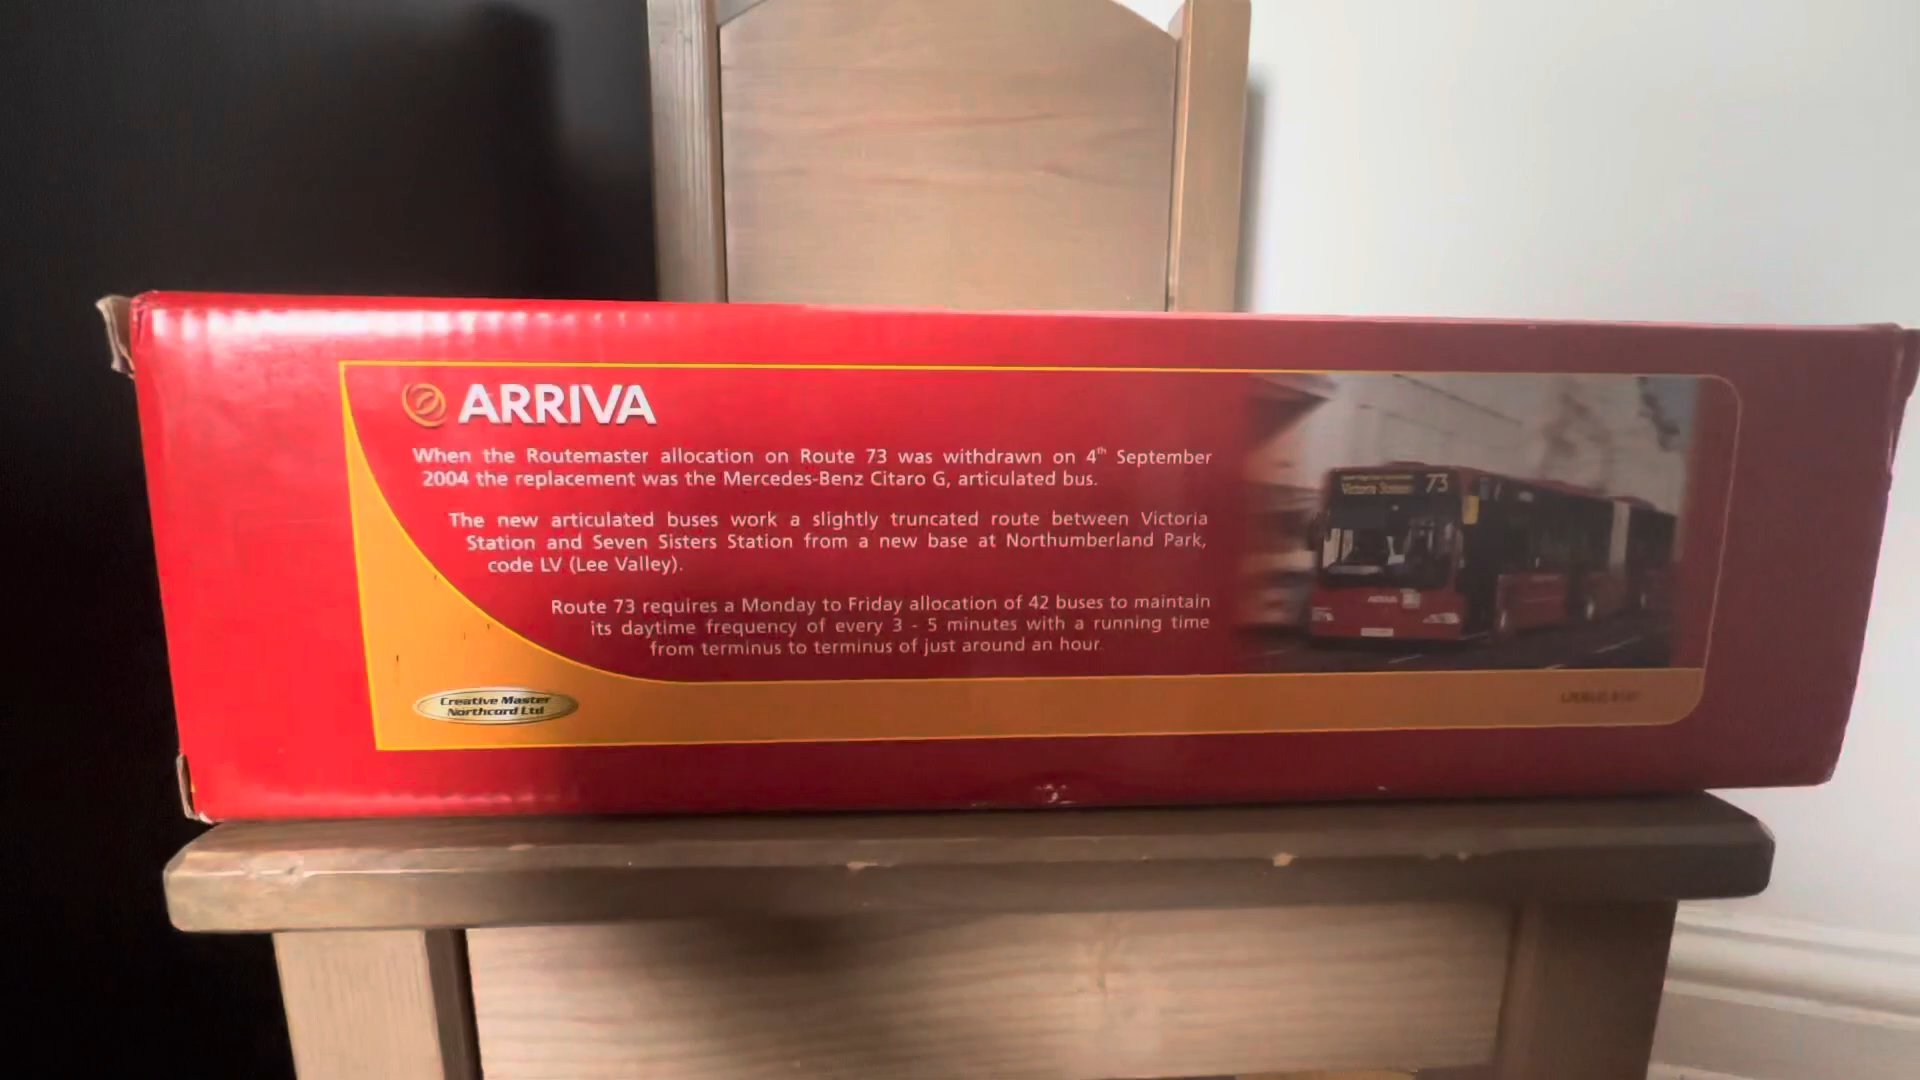 ARRIVA
When the Routemaster allocation on Route 73 was withdrawn on 4th September
2004 the replacement was the Mercedes-Benz Citaro G, articulated bus.
The new articulated buses work a slightly truncated route between Victoria
Station and Seven Sisters Station from a new base at Northumberland Park,
code LV (Lee Valley).
Route 73 requires a Monday to Friday allocation of 42 buses to maintain
its daytime frequency of every 3 - 5 minutes with a running time
from terminus to terminus of just around an hour.
Victoria Station 73
ARRIVA
Creative Master
Northcord Ltd